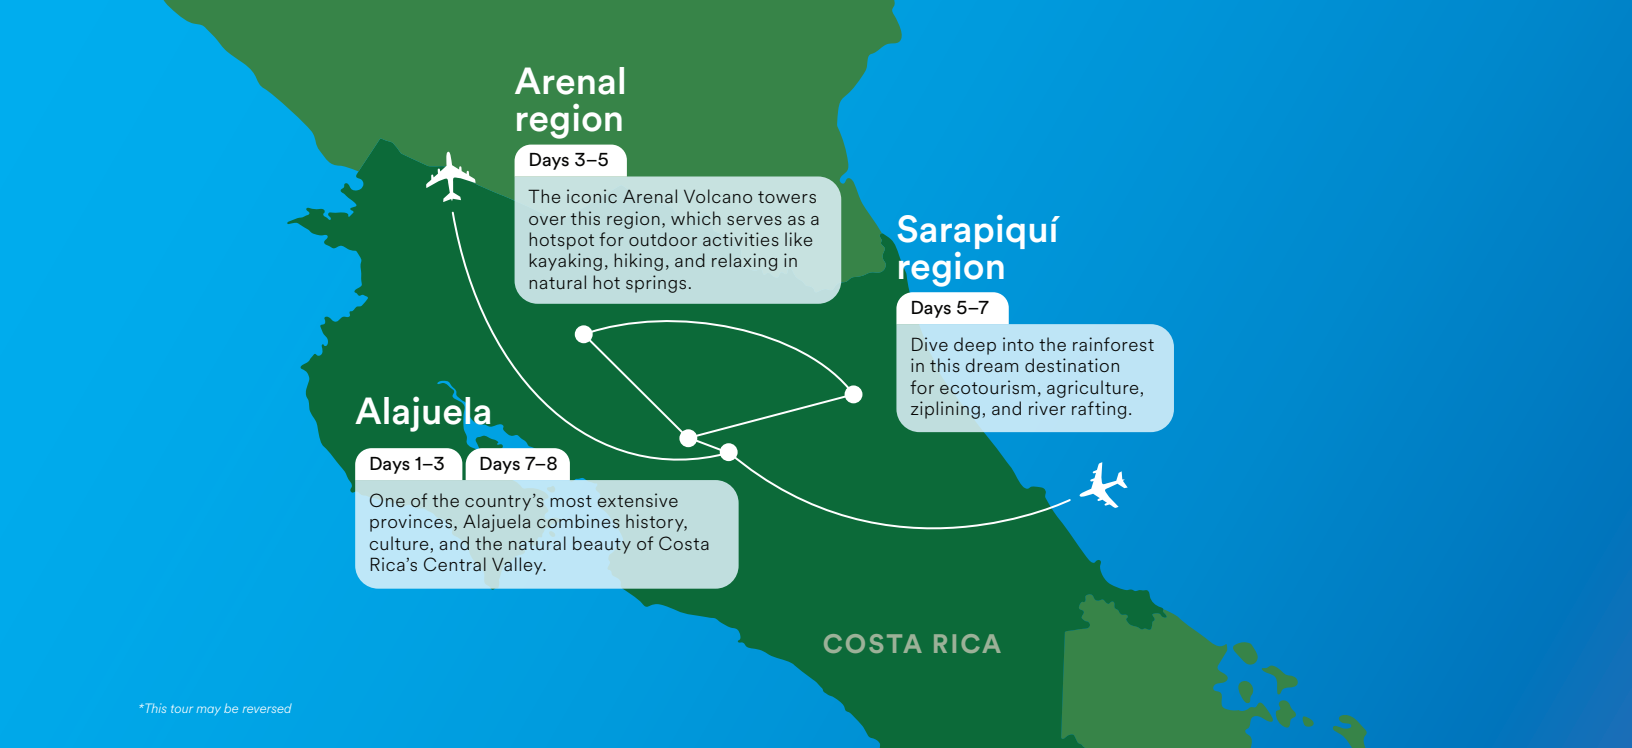 Arenal
region
Days 3–5
The iconic Arenal Volcano towers
over this region, which serves as a
hotspot for outdoor activities like
kayaking, hiking, and relaxing in
natural hot springs.
Sarapiquí
region
Days 5–7
Dive deep into the rainforest
in this dream destination
for ecotourism, agriculture,
ziplining, and river rafting.
Alajuela
Days 1–3
Days 7–8
One of the country’s most extensive
provinces, Alajuela combines history,
culture, and the natural beauty of Costa
Rica’s Central Valley.
COSTA RICA
*This tour may be reversed